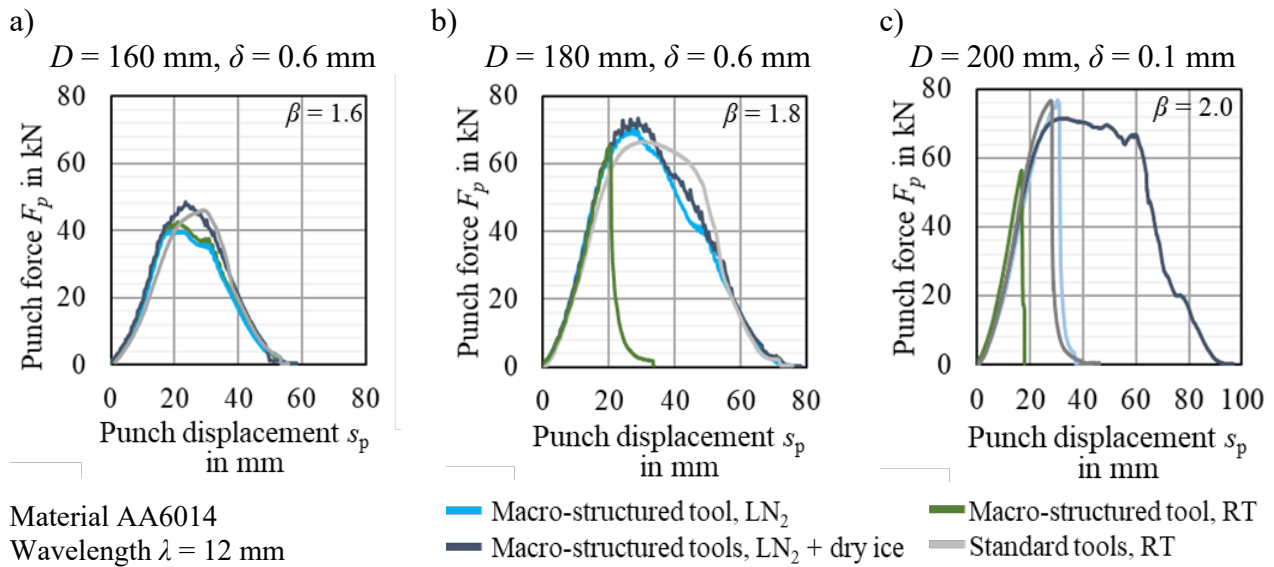 a)
D = 160 mm, δ = 0.6 mm
80
60
40
20
0
β = 1.6
Punch force Fp in kN
0 20 40 60 80
Punch displacement sp
in mm
b)
D = 180 mm, δ = 0.6 mm
80
60
40
20
0
β = 1.8
Punch force Fp in kN
0 20 40 60 80
Punch displacement sp
in mm
c)
D = 200 mm, δ = 0.1 mm
80
60
40
20
0
β = 2.0
Punch force Fp in kN
0 20 40 60 80 100
Punch displacement sp
in mm
Material AA6014
Wavelength λ = 12 mm
Macro-structured tool, LN2
Macro-structured tools, LN2 + dry ice
Macro-structured tool, RT
Standard tools, RT